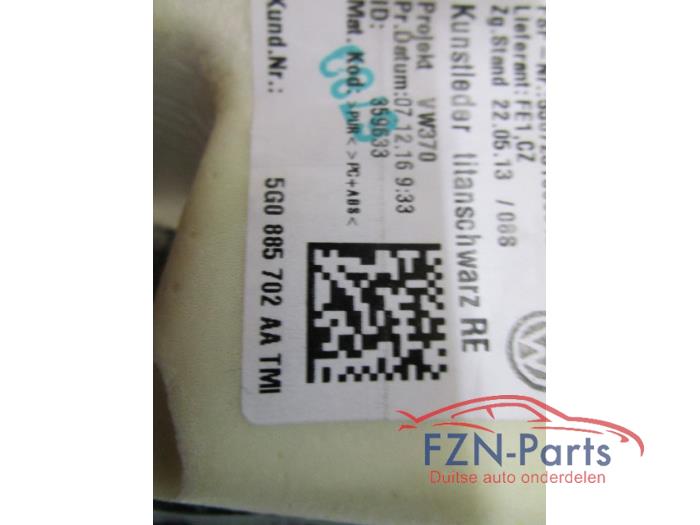 Lieferant: FE1,CZ
Zg.Stand 22.05.13 / 088
Kunstleder titanschwarz RE
Projekt VW370
Pr.Datum:07.12.16 9:33
ID: 359633
Mat. Kod: >PUR< >PC+ABS<
Kund.Nr.: 5G0 885 702 AA TMI
FZN-Parts
Duitse auto onderdelen